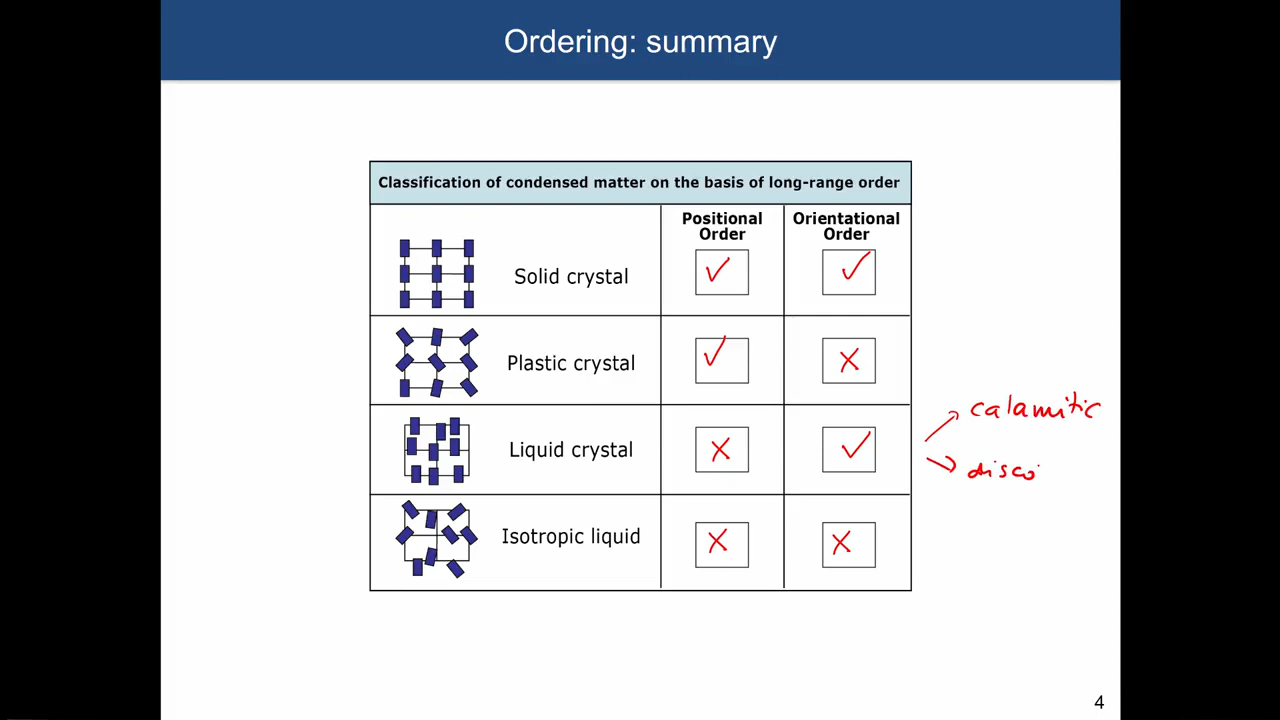 Ordering: summary
Classification of condensed matter on the basis of long-range order
Positional Order
Orientational Order
Solid crystal ✓ ✓
Plastic crystal ✓ X
Liquid crystal X ✓
calamitic
disco
Isotropic liquid X X
4